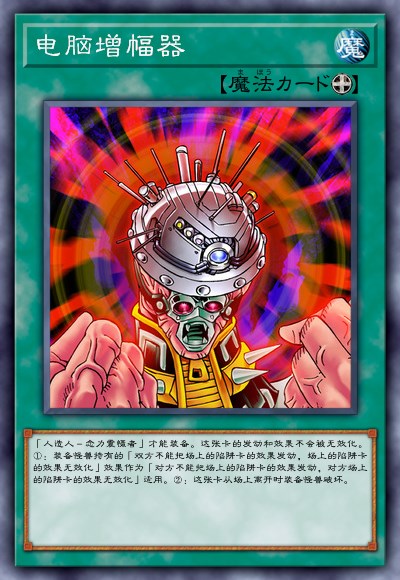 电脑增幅器
魔
【魔法カード】
まほう
「人造人－念力震慑者」才能装备。这张卡的发动和效果不会被无效化。
①：装备怪兽持有的「双方不能把场上的陷阱卡的效果发动，场上的陷阱卡
的效果无效化」效果作为「对方不能把场上的陷阱卡的效果发动，对方场上
的陷阱卡的效果无效化」适用。②：这张卡从场上离开时装备怪兽破坏。